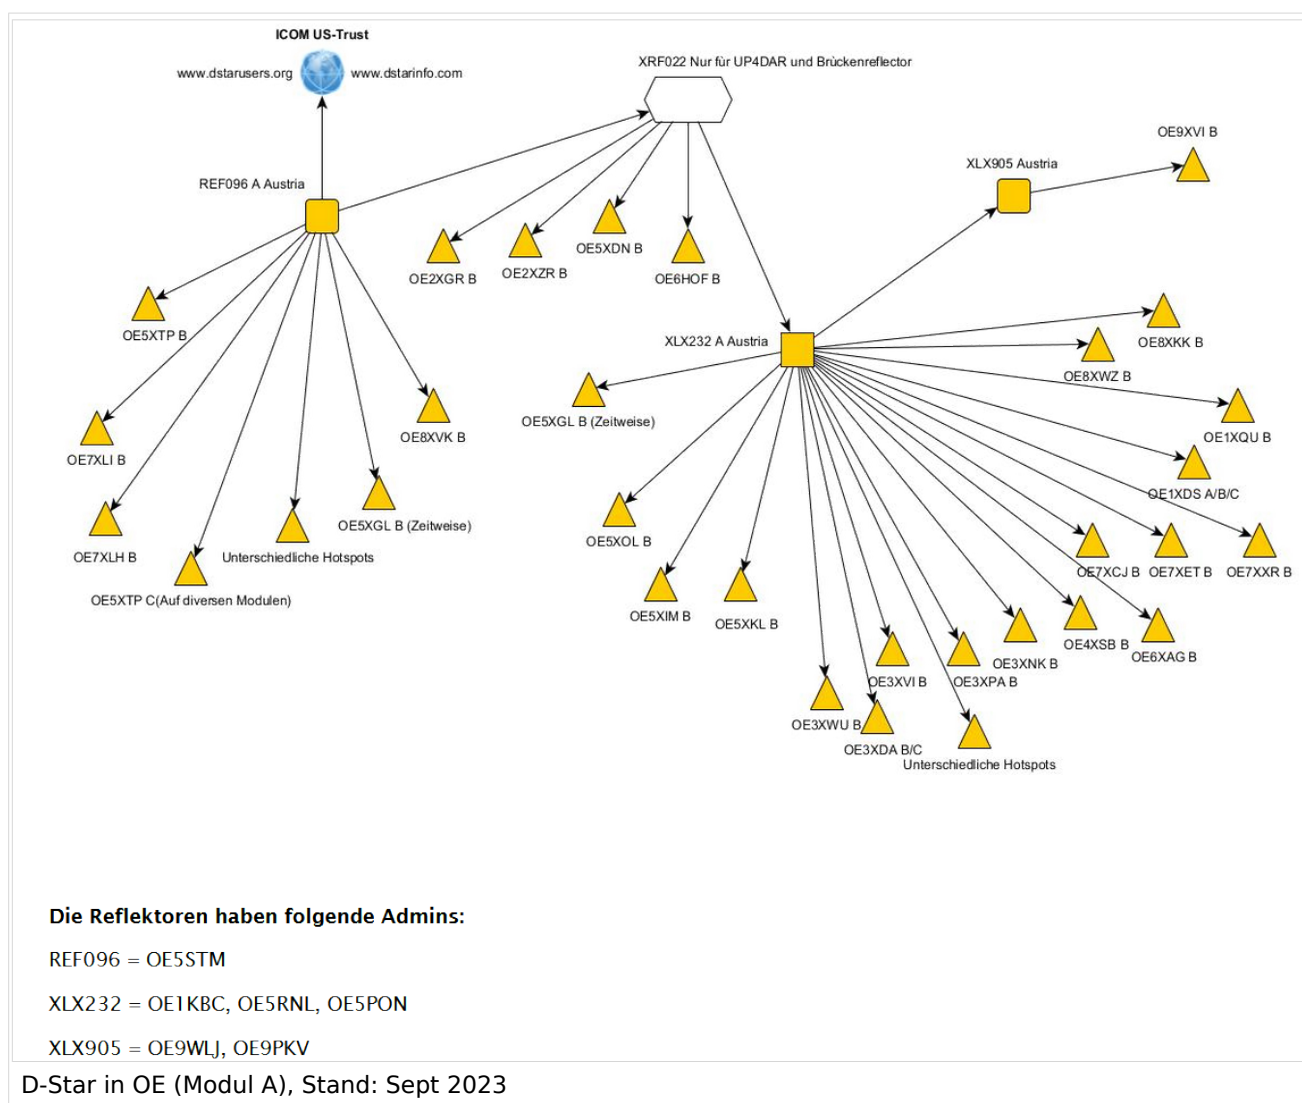 ICOM US-Trust
www.dstarusers.org
www.dstarinfo.com
XRF022 Nur für UP4DAR und Brückenreflector
OE9XVI B
XLX905 Austria
REF096 A Austria
OE5XDN B
OE2XGR B
OE2XZR B
OE6HOF B
OE5XTP B
XLX232 A Austria
OE8XKK B
OE8XWZ B
OE5XGL B (Zeitweise)
OE8XVK B
OE1XQU B
OE7XLI B
OE1XDS A/B/C
OE5XGL B (Zeitweise)
OE5XOL B
OE7XLH B
Unterschiedliche Hotspots
OE7XCJ B
OE7XET B
OE7XXR B
OE5XTP C(Auf diversen Modulen)
OE5XIM B
OE5XKL B
OE4XSB B
OE6XAG B
OE3XNK B
OE3XVI B
OE3XPA B
OE3XWU B
OE3XDA B/C
Unterschiedliche Hotspots
Die Reflektoren haben folgende Admins:
REF096 = OE5STM
XLX232 = OE1KBC, OE5RNL, OE5PON
XLX905 = OE9WLJ, OE9PKV
D-Star in OE (Modul A), Stand: Sept 2023